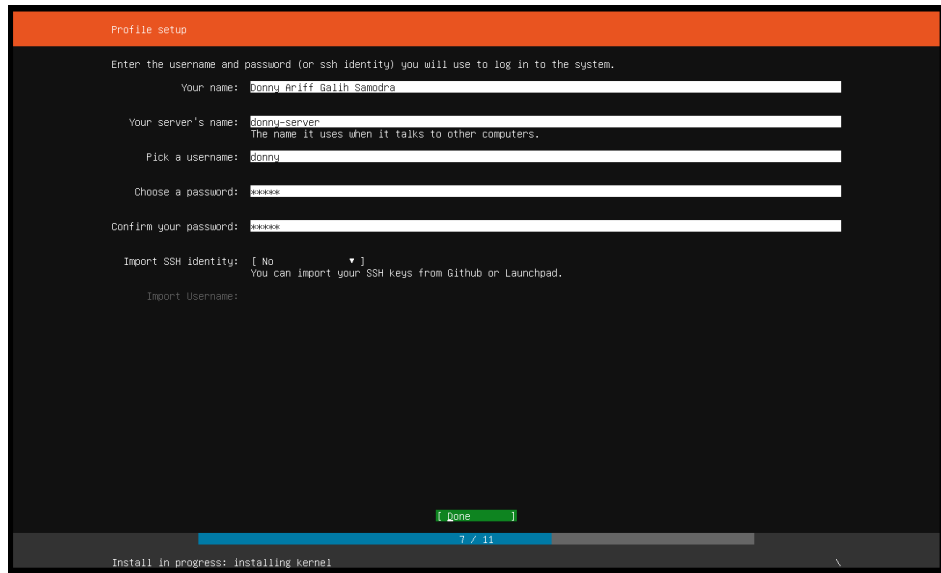 Profile setup
Enter the username and password (or ssh identity) you will use to log in to the system.
Your name: Donny Ariff Galih Samodra
Your server's name: donny-server
The name it uses when it talks to other computers.
Pick a username: donny
Choose a password: *****
Confirm your password: *****
Import SSH identity: [ No ▼ ]
You can import your SSH keys from Github or Launchpad.
Import Username:
[ Done ]
7 / 11
Install in progress: installing kernel \